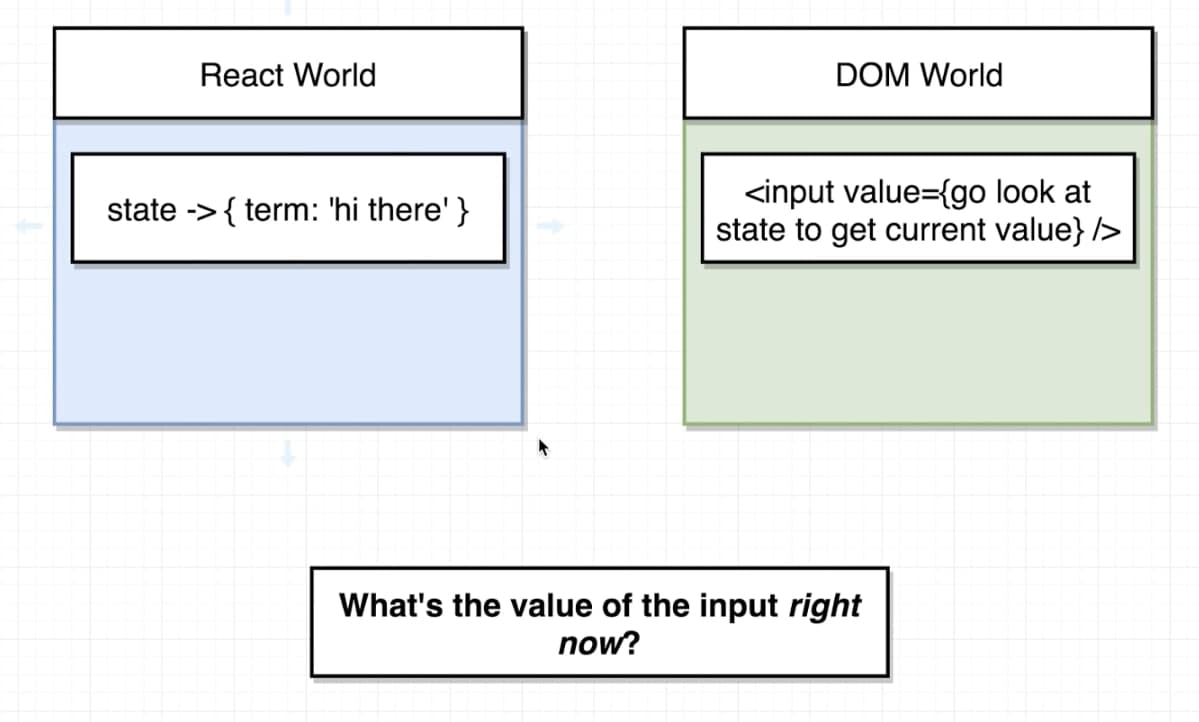 React World
state -> { term: 'hi there' }
DOM World
<input value={go look at
state to get current value} />
What's the value of the input right
now?